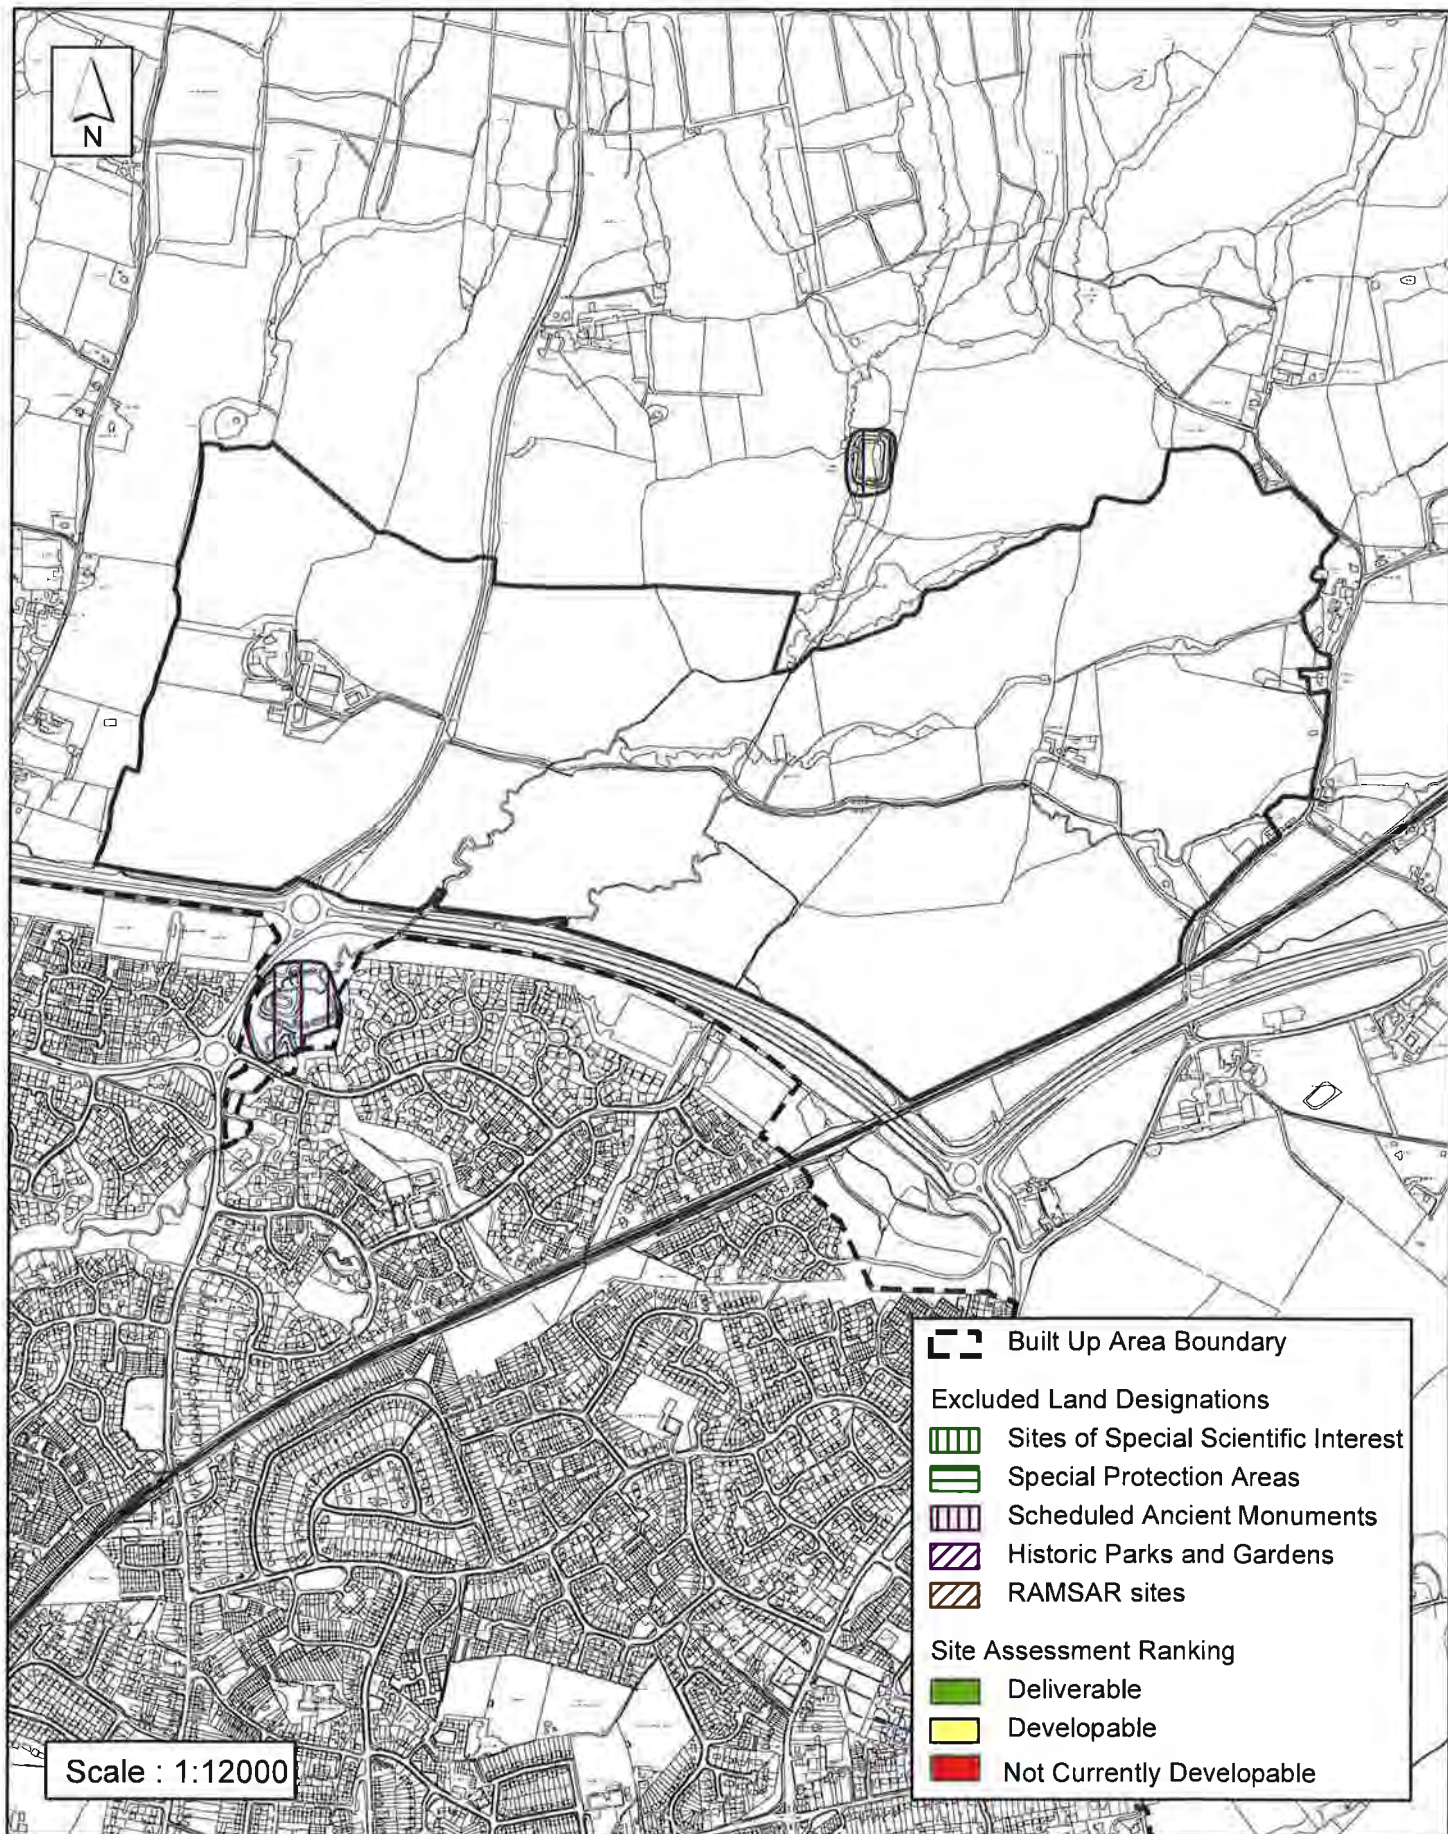 N
Built Up Area Boundary
Excluded Land Designations
Sites of Special Scientific Interest
Special Protection Areas
Scheduled Ancient Monuments
Historic Parks and Gardens
RAMSAR sites
Site Assessment Ranking
Deliverable
Developable
Not Currently Developable
Scale : 1:12000